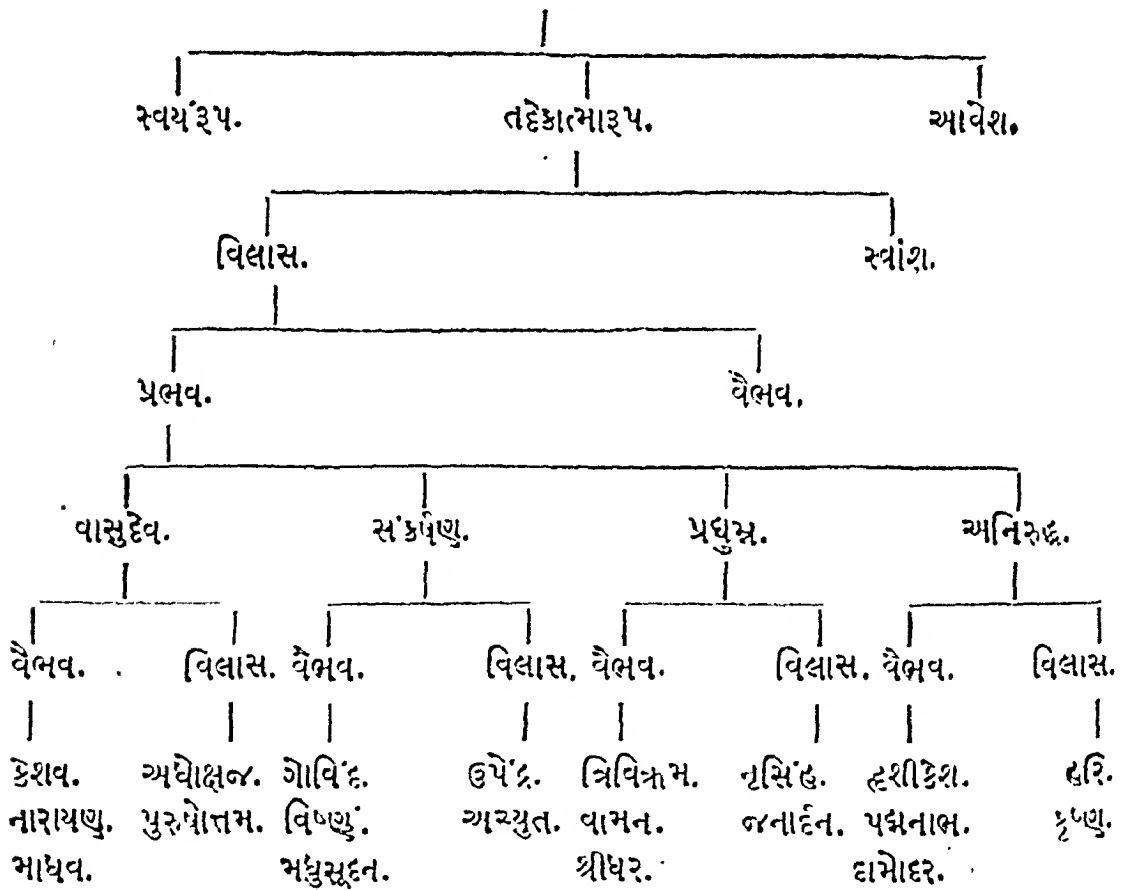 સ્વયંરૂપ. તદેકાત્મારૂપ. આવેશ.
વિલાસ. સ્વાંશ.
પ્રભવ. વૈભવ.
વાસુદેવ. સંકર્ષણ. પ્રદ્યુમ્ન. અનિરુદ્ધ.
વૈભવ. વિલાસ. વૈભવ. વિલાસ. વૈભવ. વિલાસ. વૈભવ. વિલાસ.
કેશવ. અધોક્ષજ. ગોવિંદ. ઉપેંદ્ર. ત્રિવિક્રમ. નૃસિંહ. હૃશીકેશ. હરિ.
નારાયણ. પુરુષોત્તમ. વિષ્ણું. અચ્યુત. વામન. જનાર્દન. પદ્મનાભ. કૃષ્ણ.
માધવ. મધુસૂદન. શ્રીધર. દામોદર.